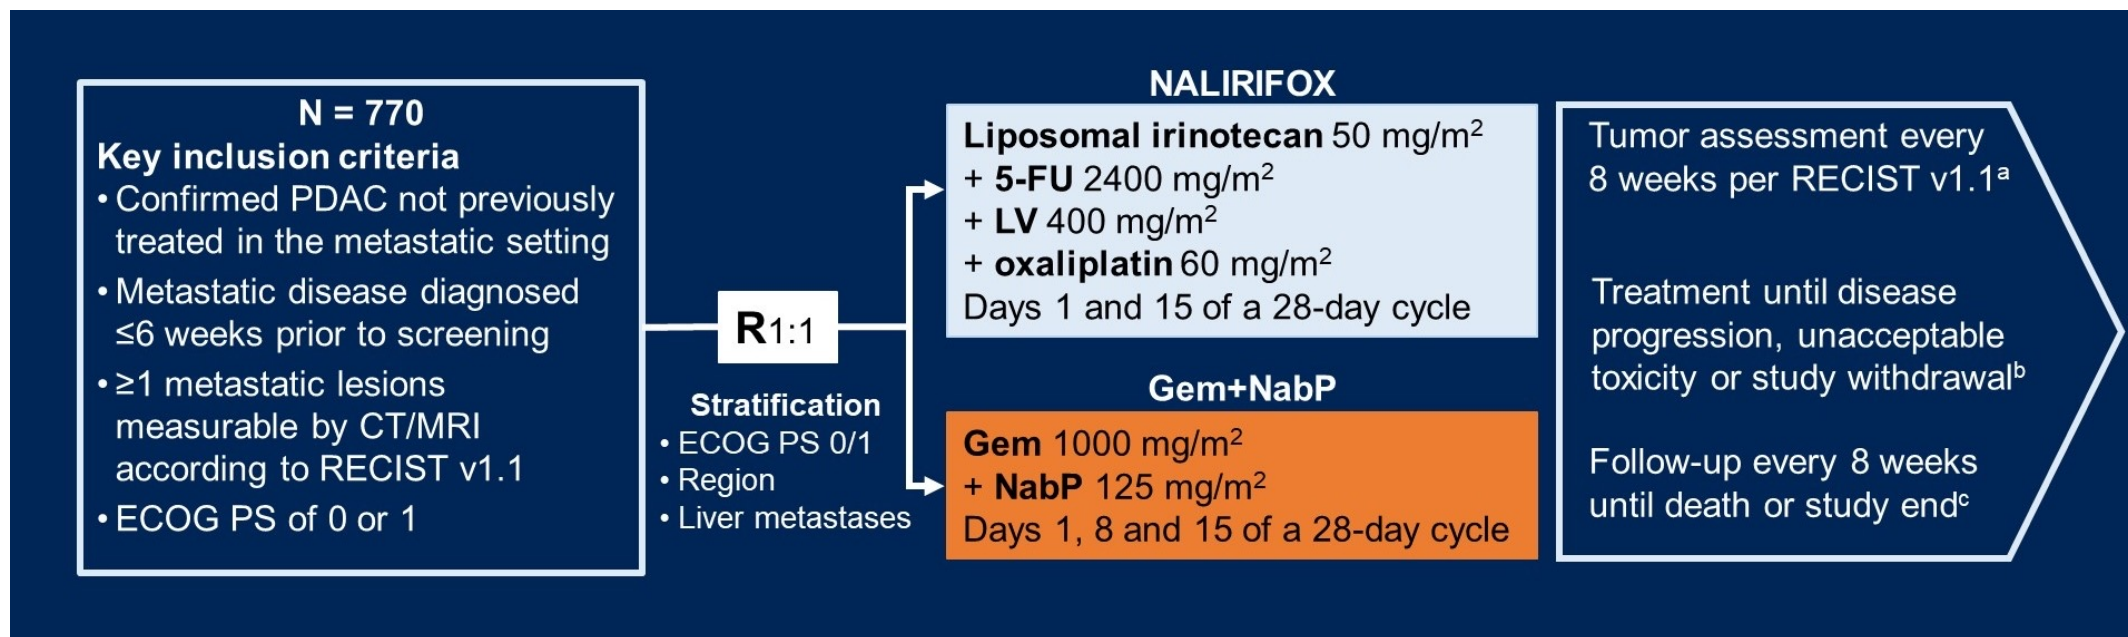 N = 770
Key inclusion criteria
• Confirmed PDAC not previously
treated in the metastatic setting
• Metastatic disease diagnosed
≤6 weeks prior to screening
• ≥1 metastatic lesions
measurable by CT/MRI
according to RECIST v1.1
• ECOG PS of 0 or 1
R1:1
Stratification
• ECOG PS 0/1
• Region
• Liver metastases
NALIRIFOX
Liposomal irinotecan 50 mg/m²
+ 5-FU 2400 mg/m²
+ LV 400 mg/m²
+ oxaliplatin 60 mg/m²
Days 1 and 15 of a 28-day cycle
Gem+NabP
Gem 1000 mg/m²
+ NabP 125 mg/m²
Days 1, 8 and 15 of a 28-day cycle
Tumor assessment every
8 weeks per RECIST v1.1ᵃ
Treatment until disease
progression, unacceptable
toxicity or study withdrawalᵇ
Follow-up every 8 weeks
until death or study endᶜ